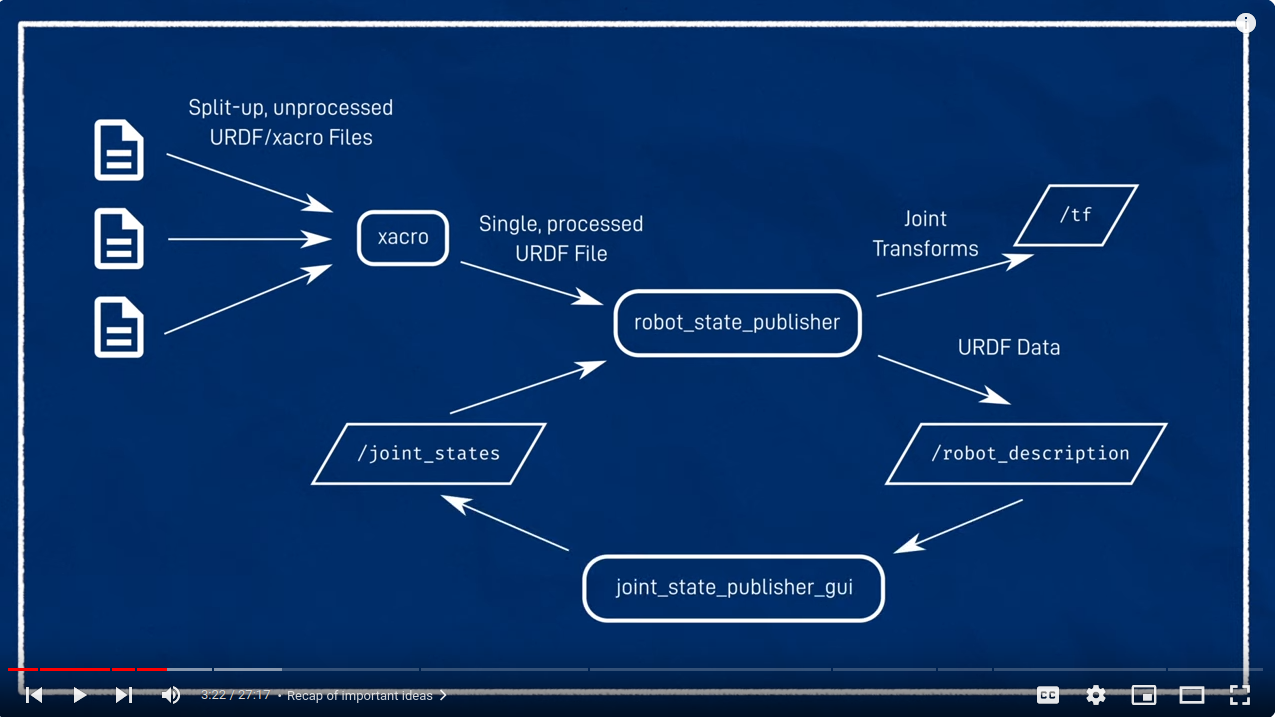 Split-up, unprocessed
URDF/xacro Files
xacro
Single, processed
URDF File
robot_state_publisher
Joint
Transforms
/tf
URDF Data
/joint_states
/robot_description
joint_state_publisher_gui
3:22 / 27:17 • Recap of important ideas
CC